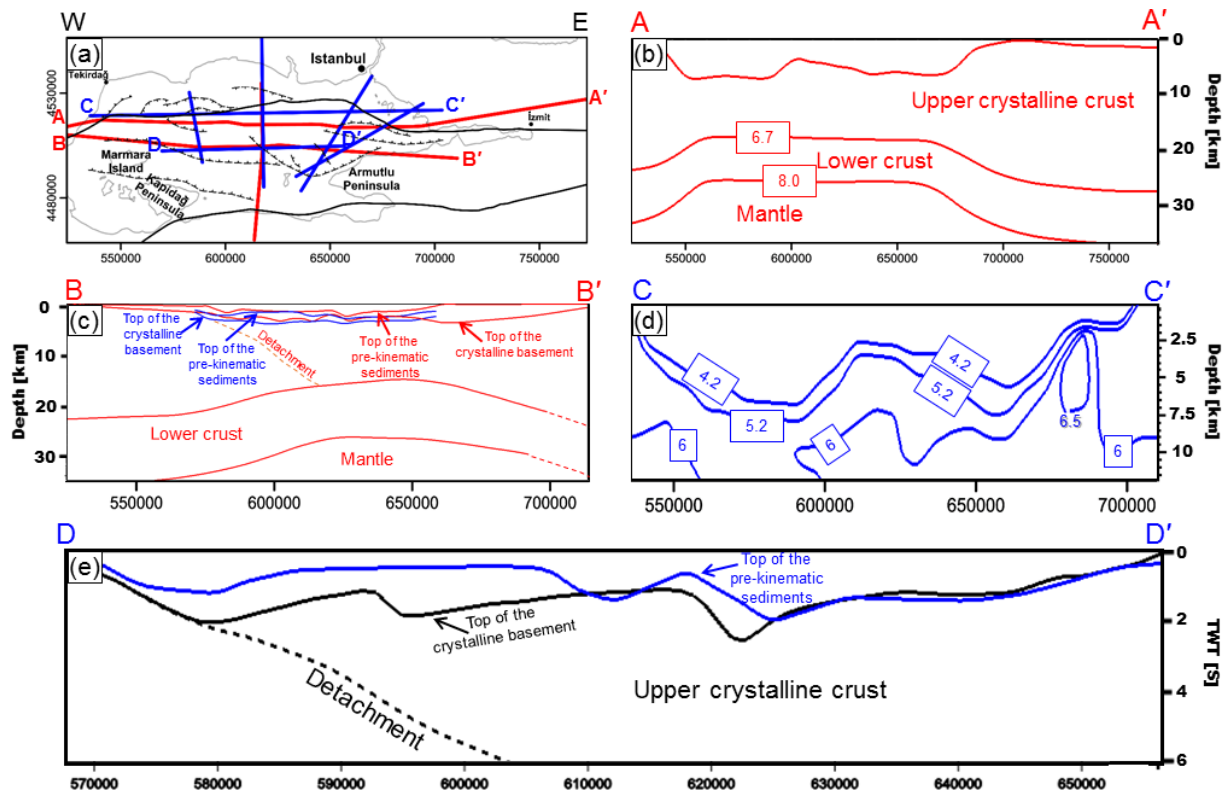 W
E
(a)
Istanbul
Tekirdağ
4530000
4480000
C
C′
A
A′
B
B′
D
D′
İzmit
Marmara
Island
Kapıdağ
Peninsula
Armutlu
Peninsula
550000
600000
650000
700000
750000
A
A′
(b)
Upper crystalline crust
6.7
Lower crust
8.0
Mantle
0
10
20
30
Depth [km]
550000
600000
650000
700000
750000
B
B′
(c)
Top of the
crystalline
basement
Top of the
pre-kinematic
sediments
Detachment
Top of the
pre-kinematic
sediments
Top of the
crystalline basement
Lower crust
Mantle
0
10
20
30
Depth [km]
550000
600000
650000
700000
C
C′
(d)
4.2
5.2
6
6
4.2
5.2
6.5
6
2.5
5
7.5
10
Depth [km]
550000
600000
650000
700000
D
D′
(e)
Top of the
pre-kinematic
sediments
Top of the
crystalline basement
Detachment
Upper crystalline crust
0
2
4
6
TWT [S]
570000
580000
590000
600000
610000
620000
630000
640000
650000